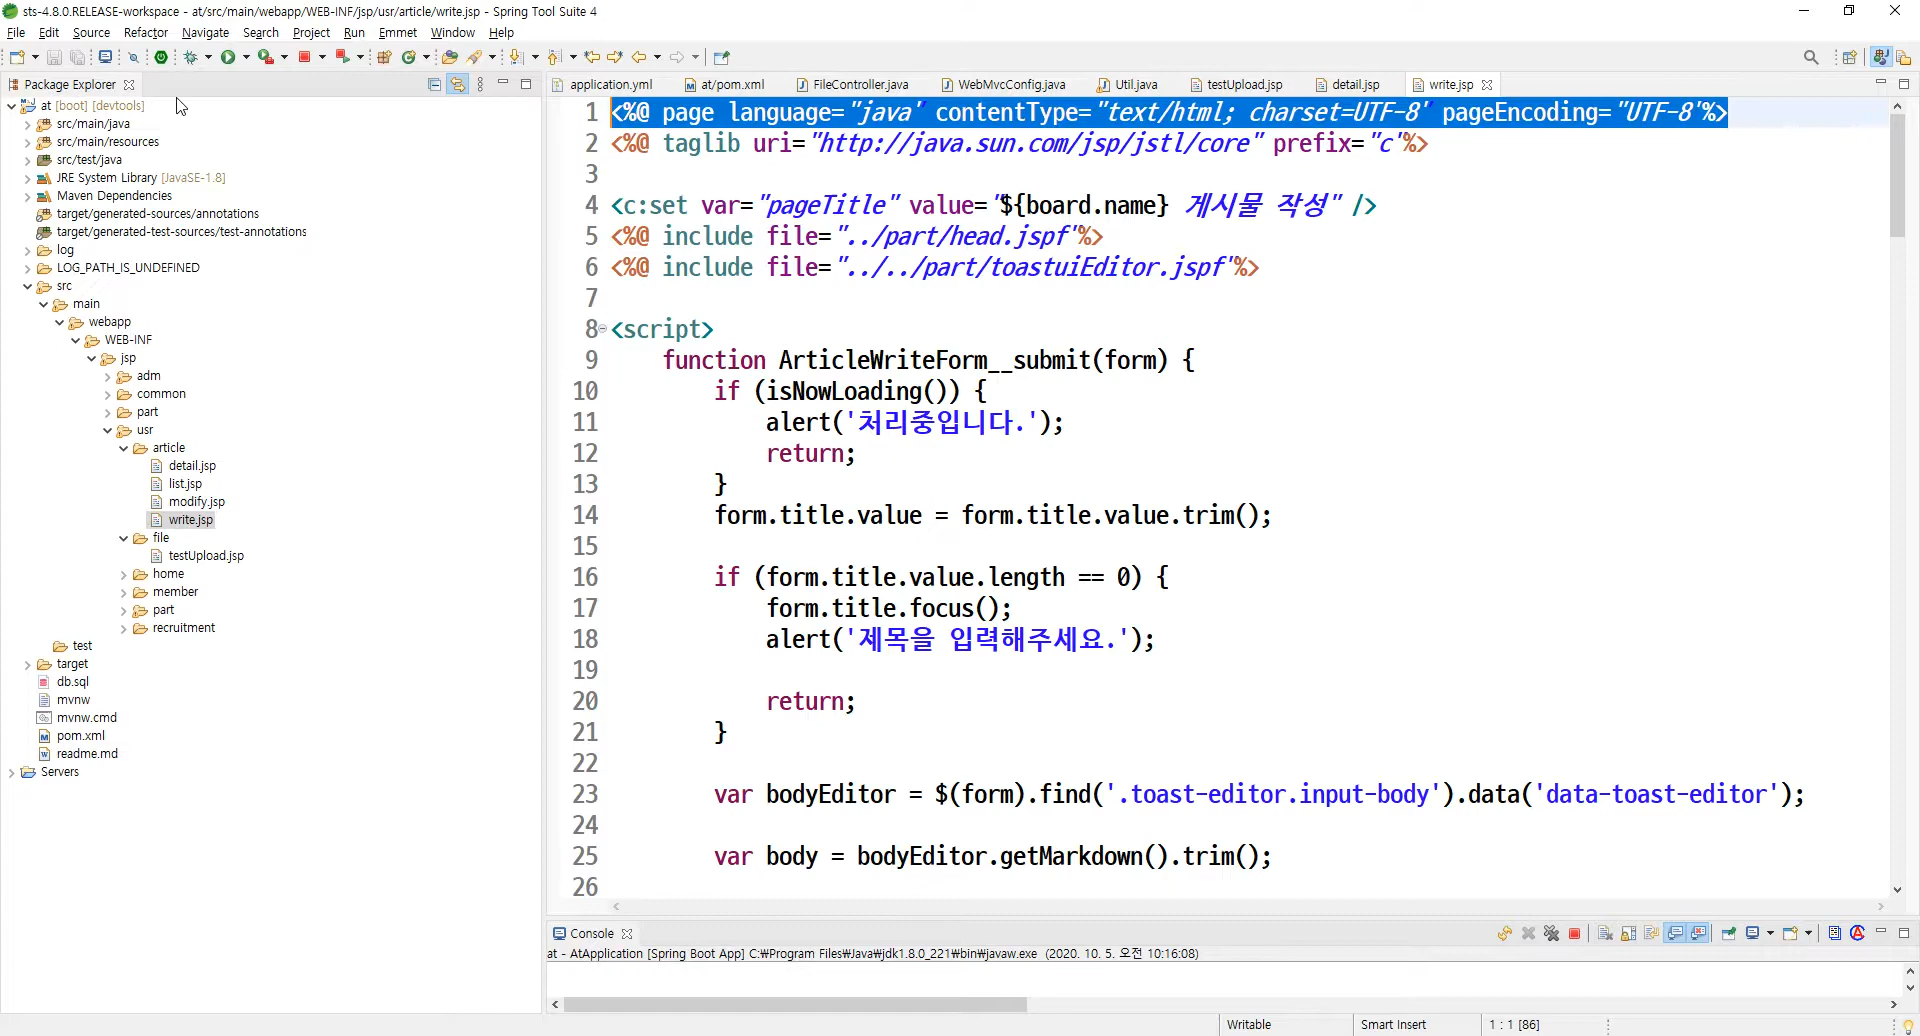 sts-4.8.0.RELEASE-workspace - at/src/main/webapp/WEB-INF/jsp/usr/article/write.jsp - Spring Tool Suite 4
File Edit Source Refactor Navigate Search Project Run Emmet Window Help
Package Explorer
at [boot] [devtools]
src/main/java
src/main/resources
src/test/java
JRE System Library [JavaSE-1.8]
Maven Dependencies
target/generated-sources/annotations
target/generated-test-sources/test-annotations
log
LOG_PATH_IS_UNDEFINED
src
main
webapp
WEB-INF
jsp
adm
common
part
usr
article
detail.jsp
list.jsp
modify.jsp
write.jsp
file
testUpload.jsp
home
member
part
recruitment
test
target
db.sql
mvnw
mvnw.cmd
pom.xml
readme.md
Servers
application.yml at/pom.xml FileController.java WebMvcConfig.java Util.java testUpload.jsp detail.jsp write.jsp
1 <%@ page language="java" contentType="text/html; charset=UTF-8" pageEncoding="UTF-8"%>
2 <%@ taglib uri="http://java.sun.com/jsp/jstl/core" prefix="c"%>
3
4 <c:set var="pageTitle" value="${board.name} 게시물 작성" />
5 <%@ include file="../part/head.jspf"%>
6 <%@ include file="../../part/toastuiEditor.jspf"%>
7
8 <script>
9 function ArticleWriteForm__submit(form) {
10 if (isNowLoading()) {
11 alert('처리중입니다.');
12 return;
13 }
14 form.title.value = form.title.value.trim();
15
16 if (form.title.value.length == 0) {
17 form.title.focus();
18 alert('제목을 입력해주세요.');
19
20 return;
21 }
22
23 var bodyEditor = $(form).find('.toast-editor.input-body').data('data-toast-editor');
24
25 var body = bodyEditor.getMarkdown().trim();
26
Console
at - AtApplication [Spring Boot App] C:₩Program Files₩Java₩jdk1.8.0_221₩bin₩javaw.exe (2020. 10. 5. 오전 10:16:08)
Writable Smart Insert 1 : 1 [86]